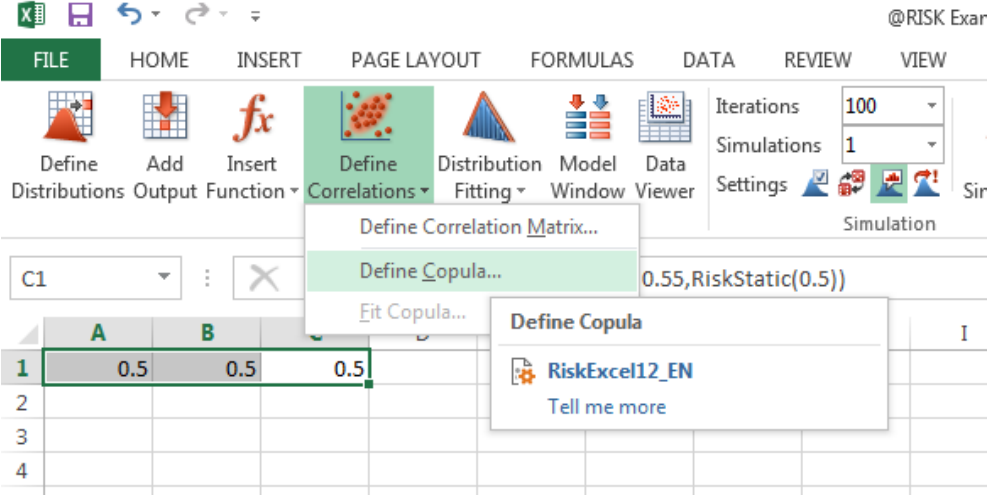 @RISK Exan
FILE HOME INSERT PAGE LAYOUT FORMULAS DATA REVIEW VIEW
Define Distributions
Add Output
Insert Function
Define Correlations
Distribution Fitting
Model Window
Data Viewer
Iterations 100
Simulations 1
Settings
Simulation
Define Correlation Matrix...
Define Copula...
Fit Copula...
C1
0.55,RiskStatic(0.5))
Define Copula
RiskExcel12_EN
Tell me more
A B I
1 0.5 0.5 0.5
2
3
4